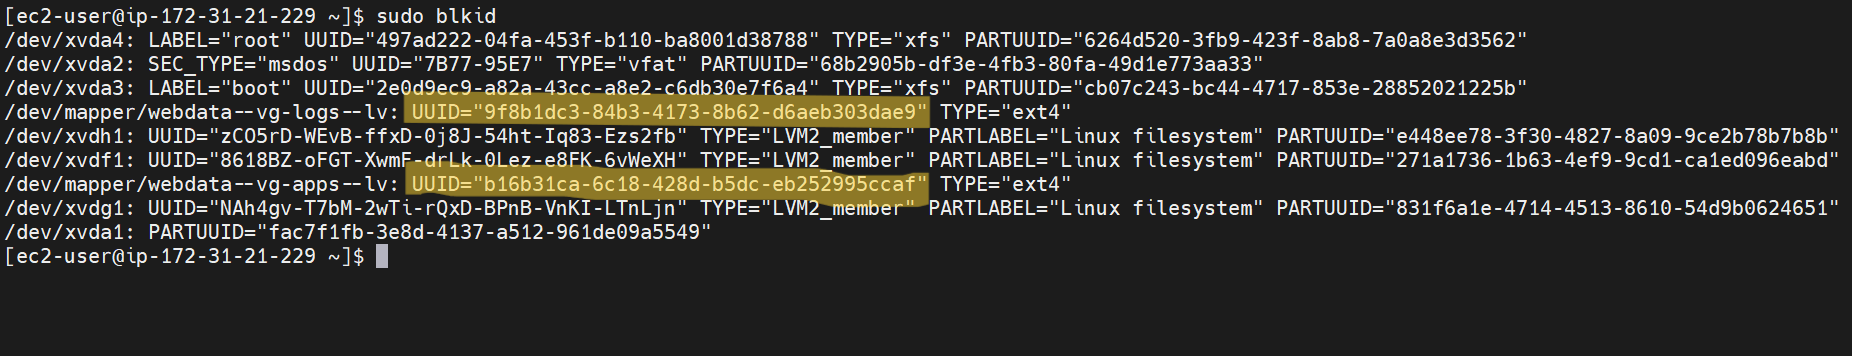 [ec2-user@ip-172-31-21-229 ~]$ sudo blkid
/dev/xvda4: LABEL="root" UUID="497ad222-04fa-453f-b110-ba8001d38788" TYPE="xfs" PARTUUID="6264d520-3fb9-423f-8ab8-7a0a8e3d3562"
/dev/xvda2: SEC_TYPE="msdos" UUID="7B77-95E7" TYPE="vfat" PARTUUID="68b2905b-df3e-4fb3-80fa-49d1e773aa33"
/dev/xvda3: LABEL="boot" UUID="2e0d9ec9-a82a-43cc-a8e2-c6db30e7f6a4" TYPE="xfs" PARTUUID="cb07c243-bc44-4717-853e-28852021225b"
/dev/mapper/webdata--vg-logs--lv: UUID="9f8b1dc3-84b3-4173-8b62-d6aeb303dae9" TYPE="ext4"
/dev/xvdh1: UUID="zCO5rD-WEvB-ffxD-0j8J-54ht-Iq83-Ezs2fb" TYPE="LVM2_member" PARTLABEL="Linux filesystem" PARTUUID="e448ee78-3f30-4827-8a09-9ce2b78b7b8b"
/dev/xvdf1: UUID="8618BZ-oFGT-XwmF-drLk-0Lez-e8FK-6vWeXH" TYPE="LVM2_member" PARTLABEL="Linux filesystem" PARTUUID="271a1736-1b63-4ef9-9cd1-ca1ed096eabd"
/dev/mapper/webdata--vg-apps--lv: UUID="b16b31ca-6c18-428d-b5dc-eb252995ccaf" TYPE="ext4"
/dev/xvdg1: UUID="NAh4gv-T7bM-2wTi-rQxD-BPnB-VnKI-LTnLjn" TYPE="LVM2_member" PARTLABEL="Linux filesystem" PARTUUID="831f6a1e-4714-4513-8610-54d9b0624651"
/dev/xvda1: PARTUUID="fac7f1fb-3e8d-4137-a512-961de09a5549"
[ec2-user@ip-172-31-21-229 ~]$